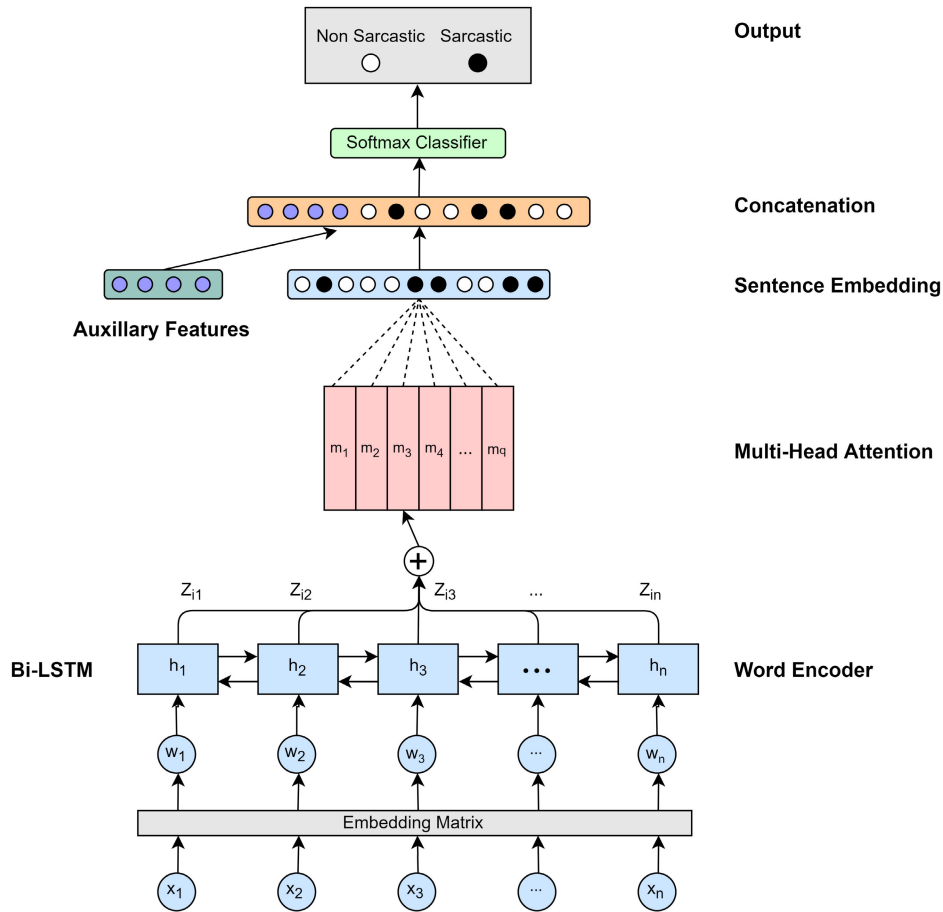 Output
Non Sarcastic Sarcastic
Softmax Classifier
Concatenation
Sentence Embedding
Auxillary Features
m1 m2 m3 m4 ... mq
Multi-Head Attention
+
Zi1 Zi2 Zi3 ... Zin
Bi-LSTM
h1 h2 h3 ... hn
Word Encoder
w1 w2 w3 ... wn
Embedding Matrix
x1 x2 x3 ... xn